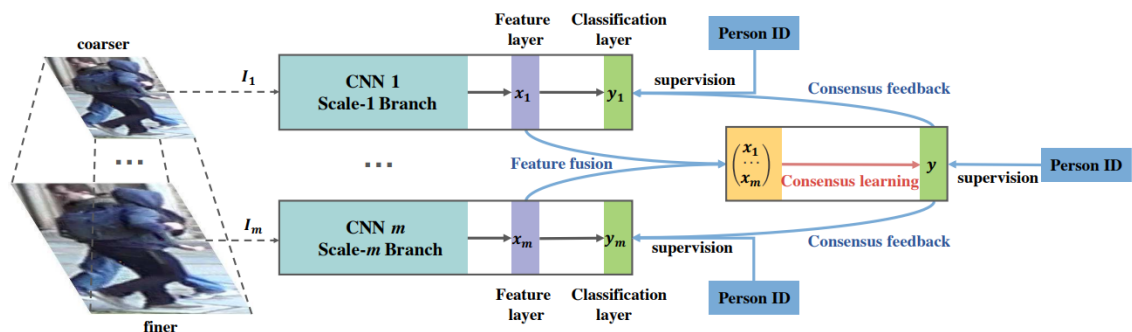 coarser
Feature
layer
Classification
layer
Person ID
I₁
CNN 1
Scale-1 Branch
x₁
y₁
supervision
Consensus feedback
...
...
Feature fusion
x₁
...
xₘ
Consensus learning
y
supervision
Person ID
Iₘ
CNN m
Scale-m Branch
xₘ
yₘ
supervision
Consensus feedback
Feature
layer
Classification
layer
Person ID
finer